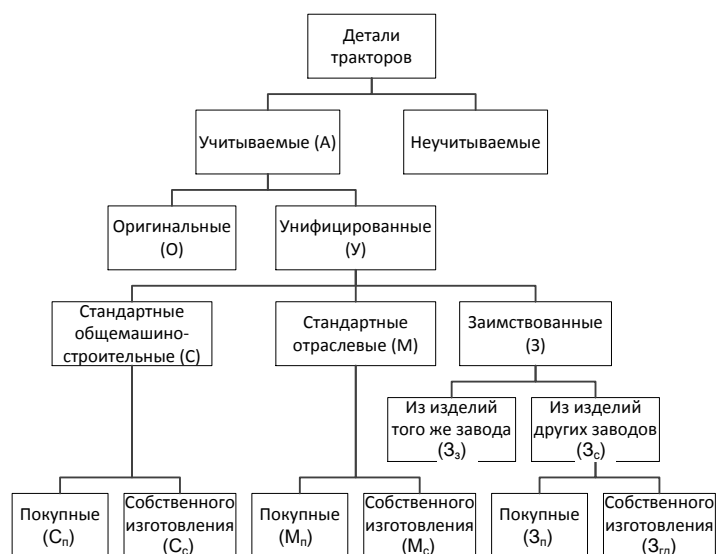 Детали
тракторов
Учитываемые (А)
Неучитываемые
Оригинальные
(О)
Унифицированные
(У)
Стандартные
общемашино-
строительные (С)
Стандартные
отраслевые (М)
Заимствованные
(З)
Из изделий
того же завода
(Зз)
Из изделий
других заводов
(Зс)
Покупные
(Сп)
Собственного
изготовления
(Сс)
Покупные
(Мп)
Собственного
изготовления
(Мс)
Покупные
(Зп)
Собственного
изготовления
(Згд)